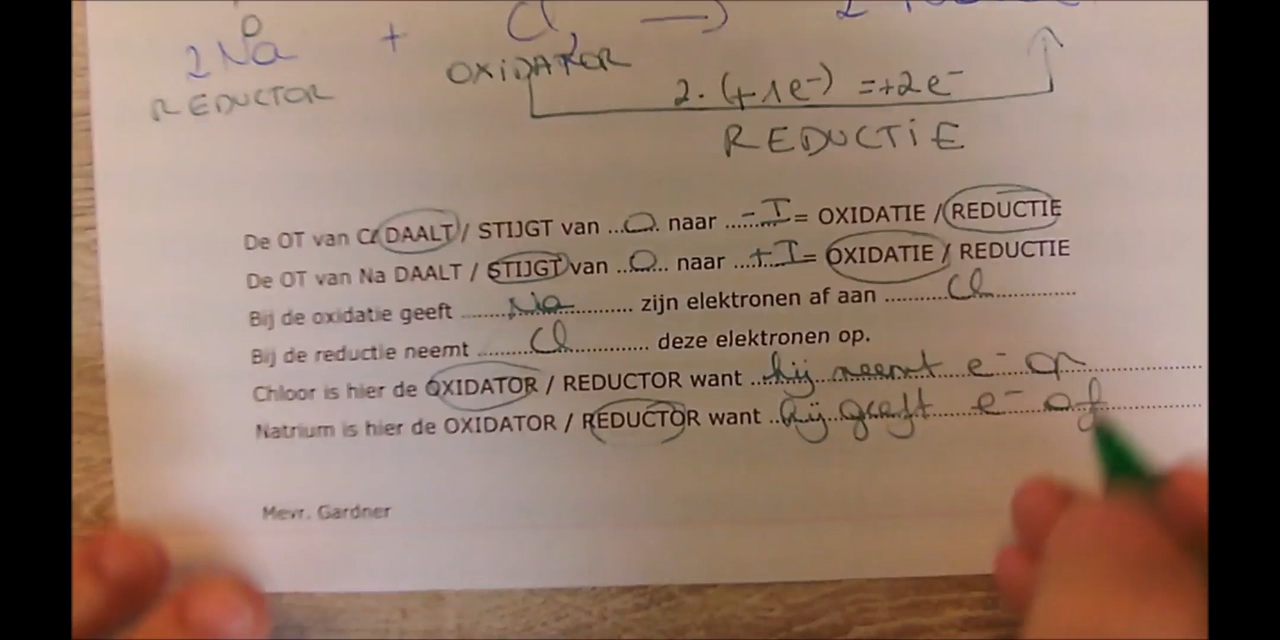 2Na + Cl₂ → 2
0
REDUCTOR OXIDATOR
2·(+1e⁻) = +2e⁻
REDUCTIE
De OT van Cl DAALT / STIJGT van ...0... naar ...-I...= OXIDATIE / REDUCTIE
De OT van Na DAALT / STIJGT van ...0... naar ...+I...= OXIDATIE / REDUCTIE
Bij de oxidatie geeft ...Na... zijn elektronen af aan ...Cl...
Bij de reductie neemt ...Cl... deze elektronen op.
Chloor is hier de OXIDATOR / REDUCTOR want ...hij neemt e⁻ op...
Natrium is hier de OXIDATOR / REDUCTOR want ...hij geeft e⁻ af...
Mevr. Gardner